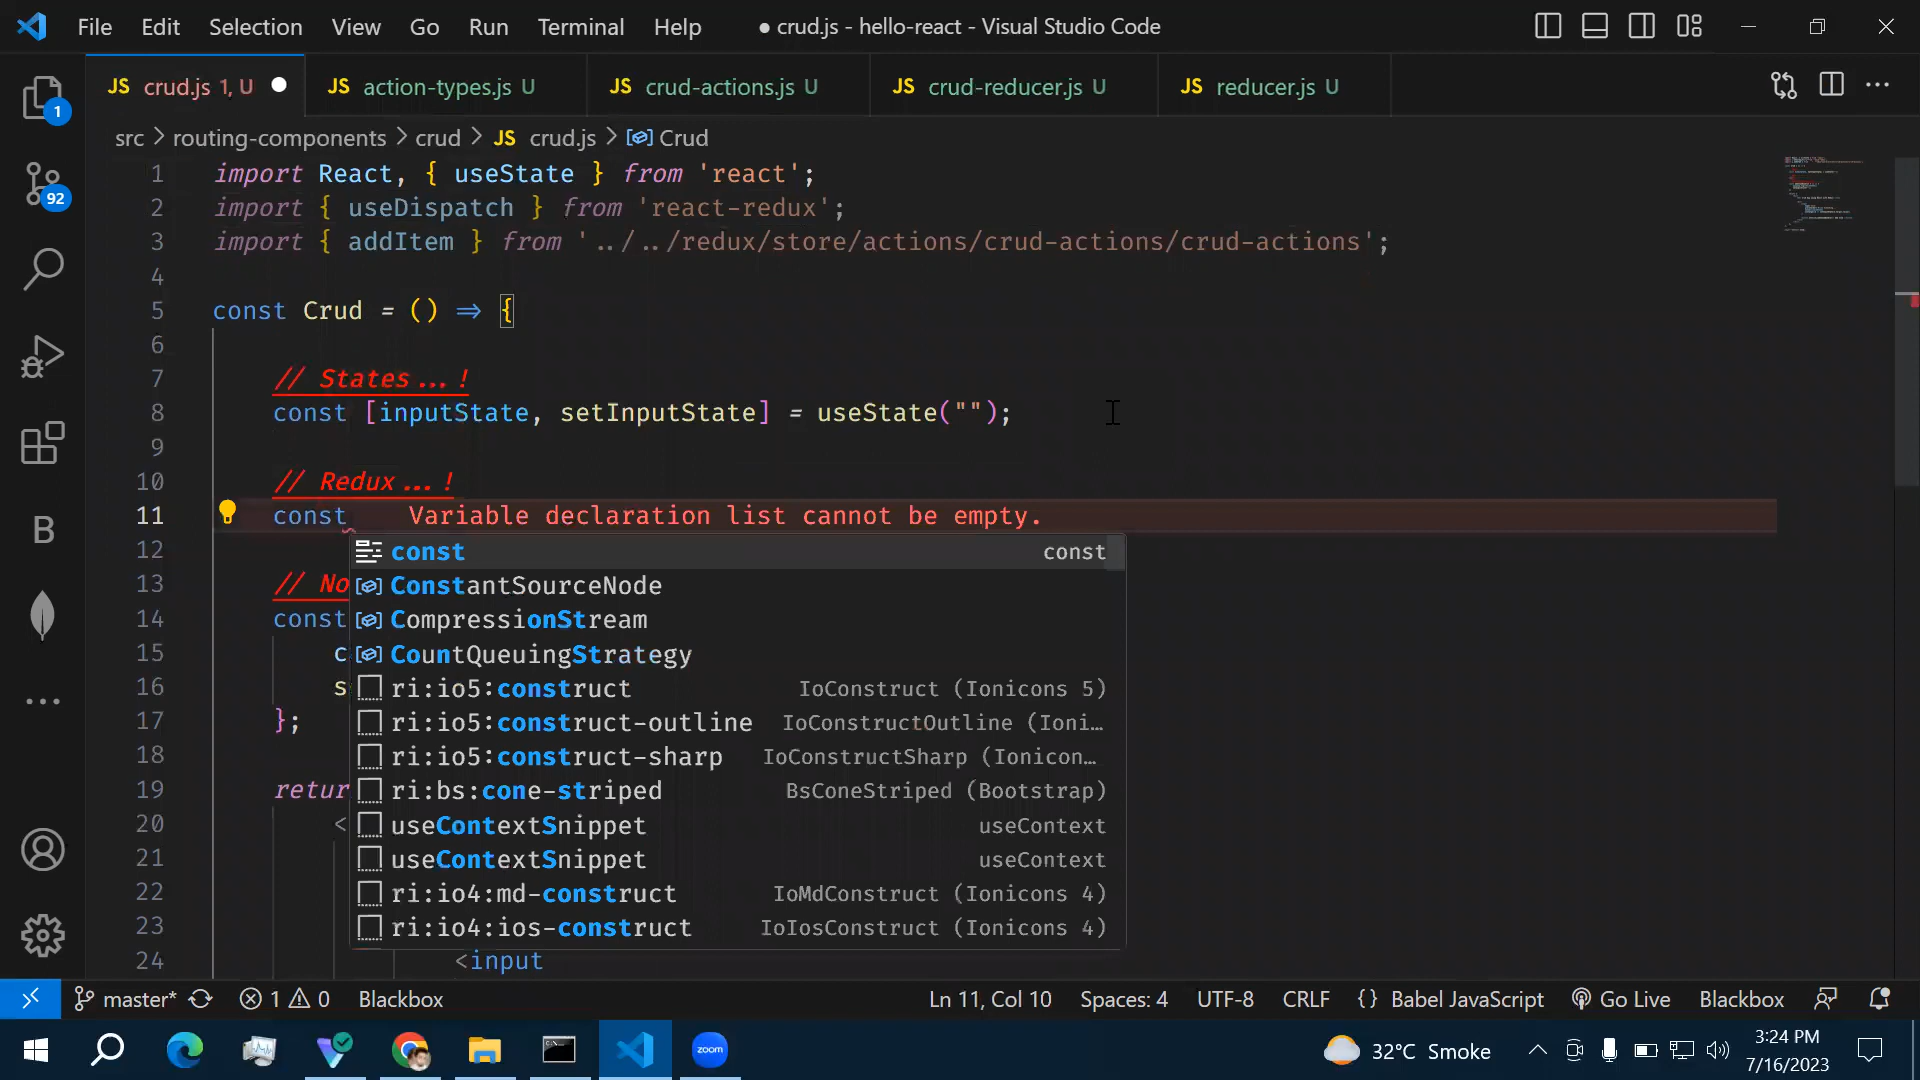 File Edit Selection View Go Run Terminal Help ● crud.js - hello-react - Visual Studio Code
JS crud.js 1, U ● JS action-types.js U JS crud-actions.js U JS crud-reducer.js U JS reducer.js U
src > routing-components > crud > JS crud.js > Crud
1 import React, { useState } from 'react';
2 import { useDispatch } from 'react-redux';
3 import { addItem } from '../../redux/store/actions/crud-actions/crud-actions';
4
5 const Crud = () => {
6
7 // States...!
8 const [inputState, setInputState] = useState("");
9
10 // Redux...!
11 const Variable declaration list cannot be empty.
12 const const
ConstantSourceNode
13 // No
CompressionStream
14 const
15 c CountQueuingStrategy
16 s ri:io5:construct IoConstruct (Ionicons 5)
17 }; ri:io5:construct-outline IoConstructOutline (Ioni…
18 ri:io5:construct-sharp IoConstructSharp (Ionicon…
19 retur ri:bs:cone-striped BsConeStriped (Bootstrap)
20 < useContextSnippet useContext
21 useContextSnippet useContext
22 ri:io4:md-construct IoMdConstruct (Ionicons 4)
23 ri:io4:ios-construct IoIosConstruct (Ionicons 4)
24 <input
1
92
B
master* 1 0 Blackbox Ln 11, Col 10 Spaces: 4 UTF-8 CRLF {} Babel JavaScript Go Live Blackbox
zoom 32°C Smoke 3:24 PM
7/16/2023